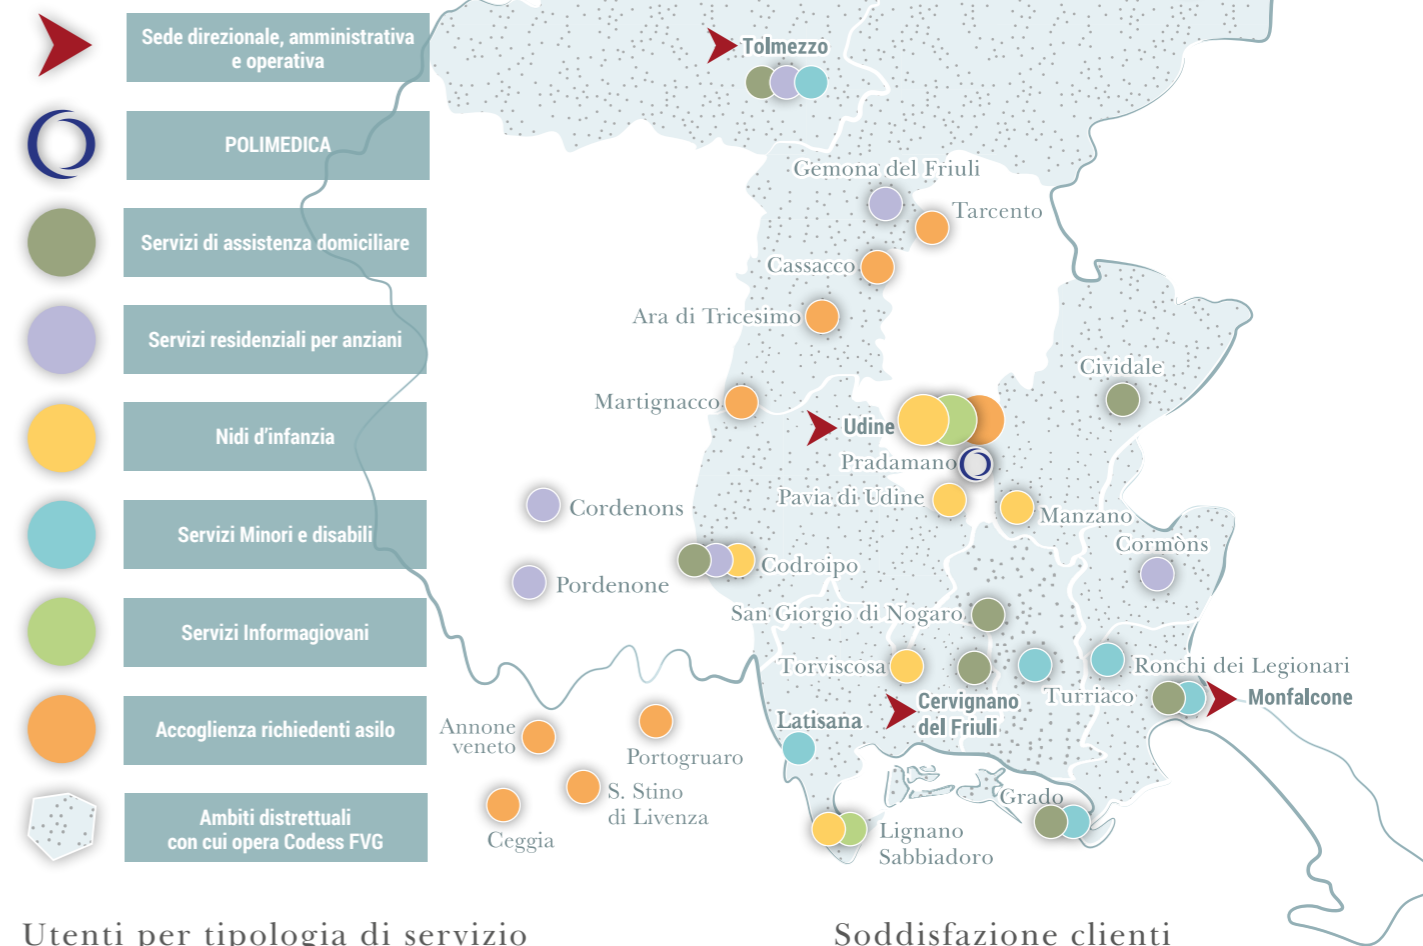 Sede direzionale, amministrativa
e operativa
POLIMEDICA
Servizi di assistenza domiciliare
Servizi residenziali per anziani
Nidi d'infanzia
Servizi Minori e disabili
Servizi Informagiovani
Accoglienza richiedenti asilo
Ambiti distrettuali
con cui opera Codess FVG
Tolmezzo
Gemona del Friuli
Tarcento
Cassacco
Ara di Tricesimo
Cividale
Martignacco
Udine
Pradamano
Pavia di Udine
Manzano
Cordenons
Cormòns
Codroipo
Pordenone
San Giorgio di Nogaro
Torviscosa
Ronchi dei Legionari
Turriaco
Monfalcone
Cervignano
del Friuli
Latisana
Annone
veneto
Portogruaro
S. Stino
di Livenza
Ceggia
Grado
Lignano
Sabbiadoro
Utenti per tipologia di servizio
Soddisfazione clienti